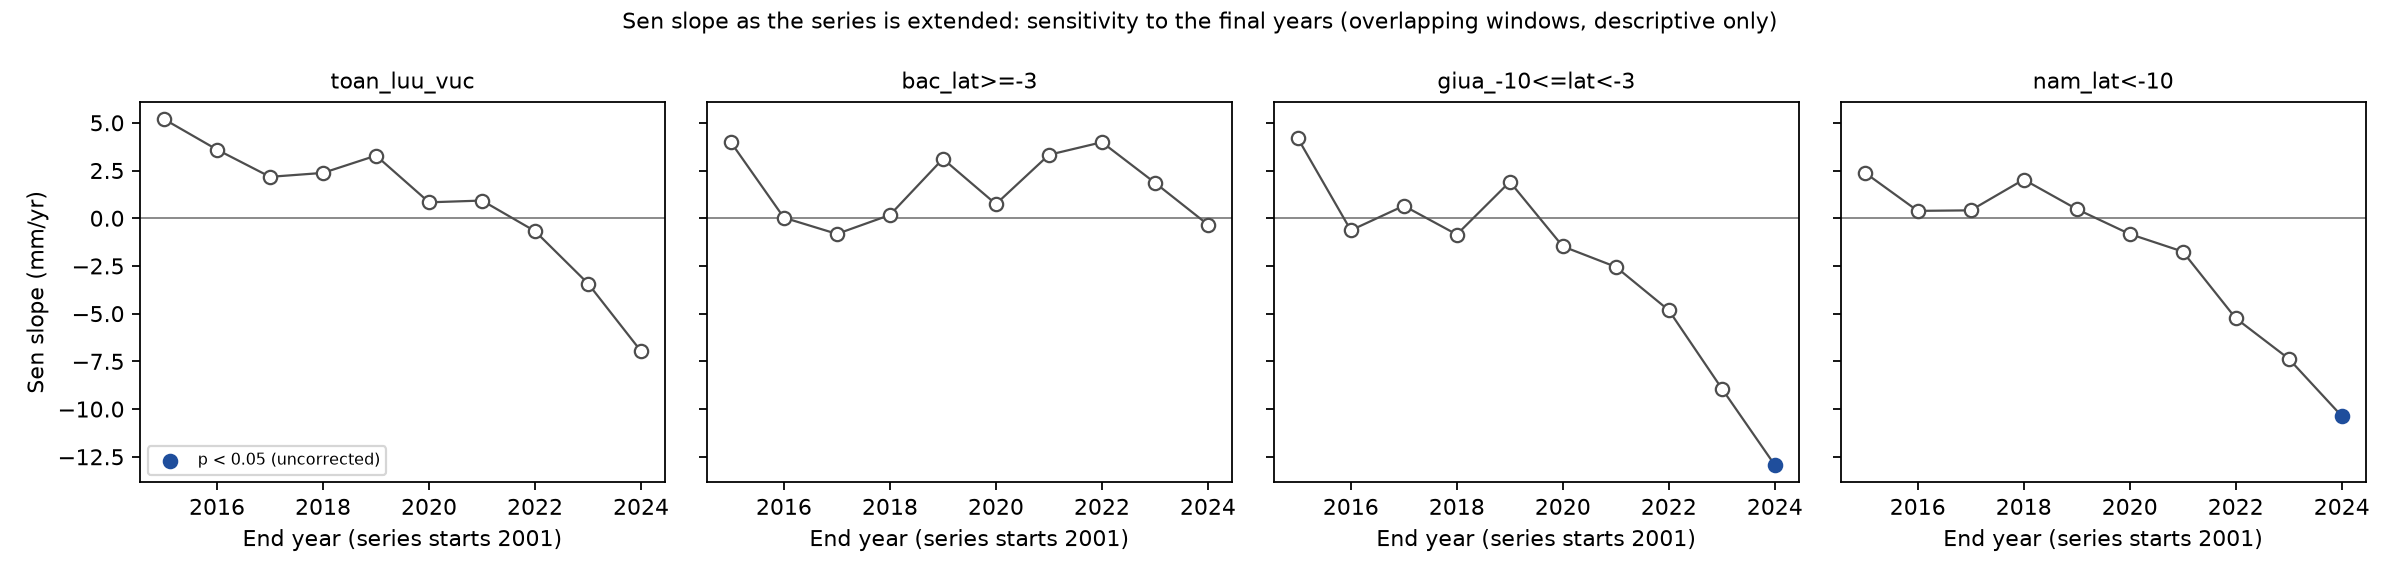 Sen slope as the series is extended: sensitivity to the final years (overlapping windows, descriptive only)
toan_luu_vuc
bac_lat>=-3
giua_-10<=lat<-3
nam_lat<-10
Sen slope (mm/yr)
5.0
2.5
0.0
−2.5
−5.0
−7.5
−10.0
−12.5
p < 0.05 (uncorrected)
2016 2018 2020 2022 2024
2016 2018 2020 2022 2024
2016 2018 2020 2022 2024
2016 2018 2020 2022 2024
End year (series starts 2001)
End year (series starts 2001)
End year (series starts 2001)
End year (series starts 2001)